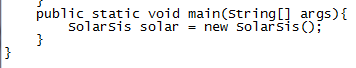 }
public static void main(String[] args){
SolarSis solar = new SolarSis();
}
}